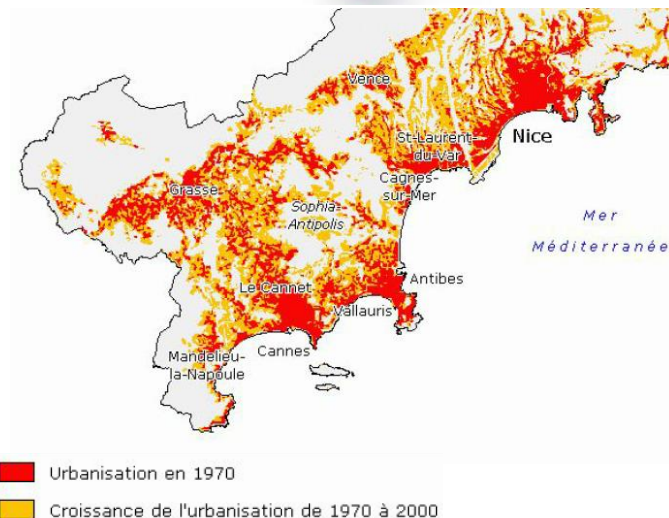 Vence
St-Laurent-
du-Var
Nice
Cagnes-
sur-Mer
Grasse
Sophia-
Antipolis
Mer
Méditerranée
Antibes
Le Cannet
Vallauris
Cannes
Mandelieu-
la-Napoule
Urbanisation en 1970
Croissance de l'urbanisation de 1970 à 2000